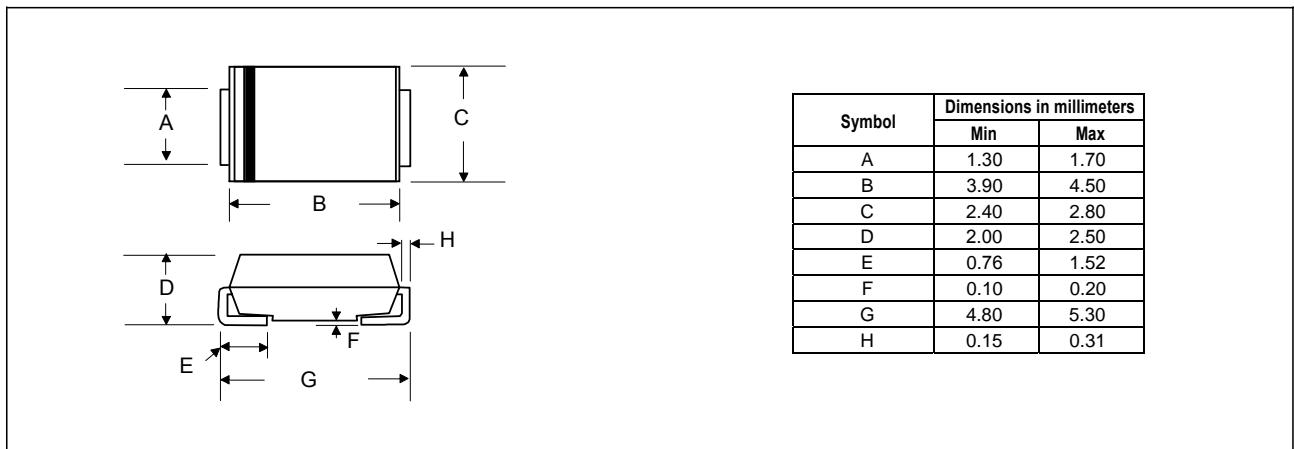 A
C
B
H
D
F
E
G
Symbol Dimensions in millimeters
Min Max
A 1.30 1.70
B 3.90 4.50
C 2.40 2.80
D 2.00 2.50
E 0.76 1.52
F 0.10 0.20
G 4.80 5.30
H 0.15 0.31